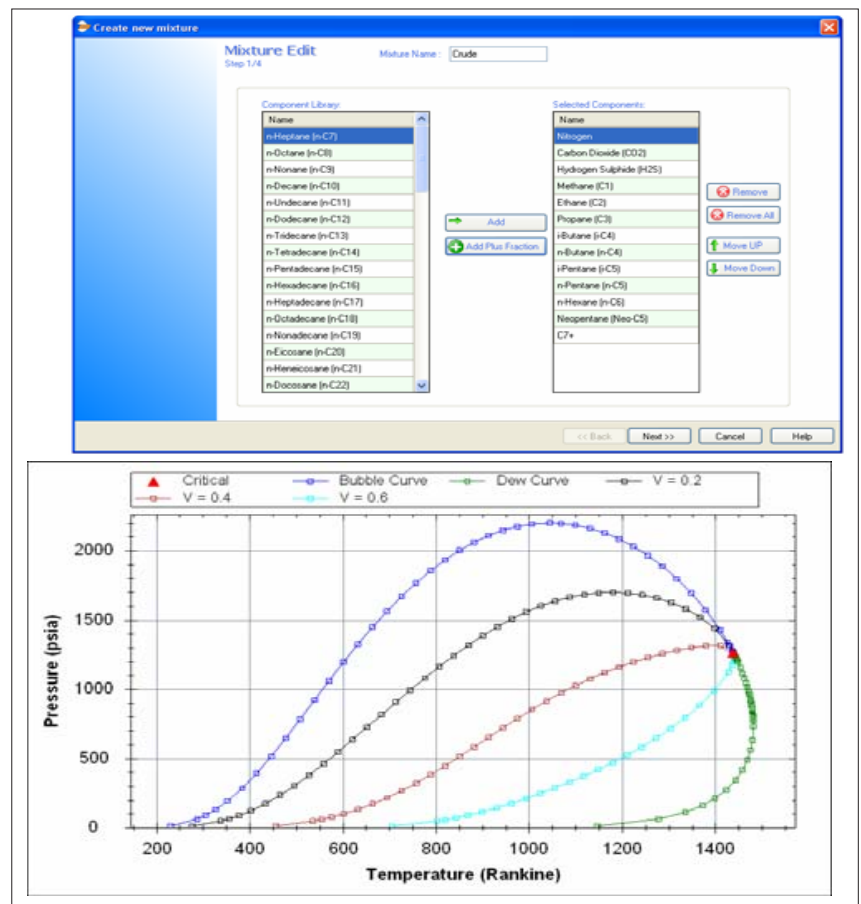 Create new mixture
Mixture Edit
Step 1/4
Mixture Name : Crude
Component Library:
Name
n-Heptane (n-C7)
n-Octane (n-C8)
n-Nonane (n-C9)
n-Decane (n-C10)
n-Undecane (n-C11)
n-Dodecane (n-C12)
n-Tridecane (n-C13)
n-Tetradecane (n-C14)
n-Pentadecane (n-C15)
n-Hexadecane (n-C16)
n-Heptadecane (n-C17)
n-Octadecane (n-C18)
n-Nonadecane (n-C19)
n-Eicosane (n-C20)
n-Heneicosane (n-C21)
n-Docosane (n-C22)
Add
Add Plus Fraction
Selected Components:
Name
Nitrogen
Carbon Dioxide (CO2)
Hydrogen Sulphide (H2S)
Methane (C1)
Ethane (C2)
Propane (C3)
i-Butane (i-C4)
n-Butane (n-C4)
i-Pentane (i-C5)
n-Pentane (n-C5)
n-Hexane (n-C6)
Neopentane (Neo-C5)
C7+
Remove
Remove All
Move UP
Move Down
<< Back Next >> Cancel Help
Critical Bubble Curve Dew Curve V = 0.2
V = 0.4 V = 0.6
Pressure (psia)
2000
1500
1000
500
0
200 400 600 800 1000 1200 1400
Temperature (Rankine)